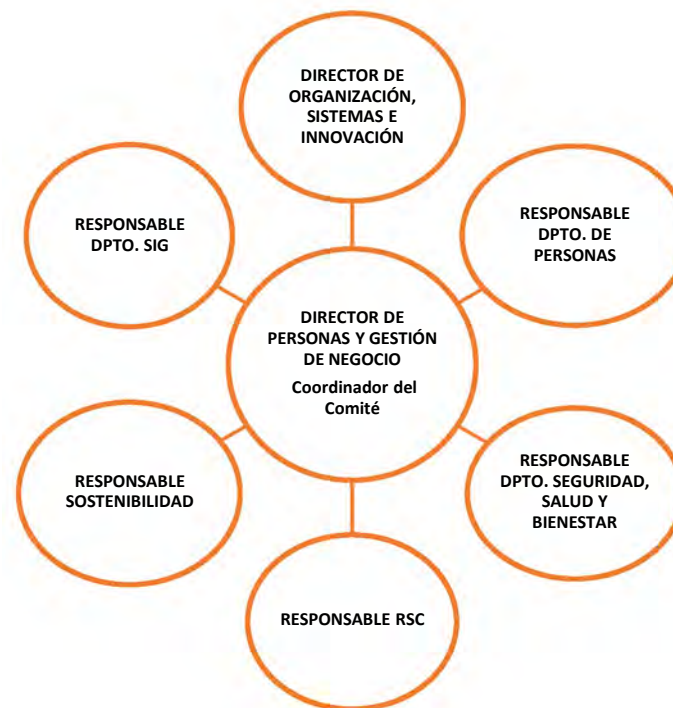 DIRECTOR DE
ORGANIZACIÓN,
SISTEMAS E
INNOVACIÓN
RESPONSABLE
DPTO. SIG
RESPONSABLE
DPTO. DE
PERSONAS
DIRECTOR DE
PERSONAS Y GESTIÓN
DE NEGOCIO
Coordinador del
Comité
RESPONSABLE
SOSTENIBILIDAD
RESPONSABLE
DPTO. SEGURIDAD,
SALUD Y
BIENESTAR
RESPONSABLE RSC